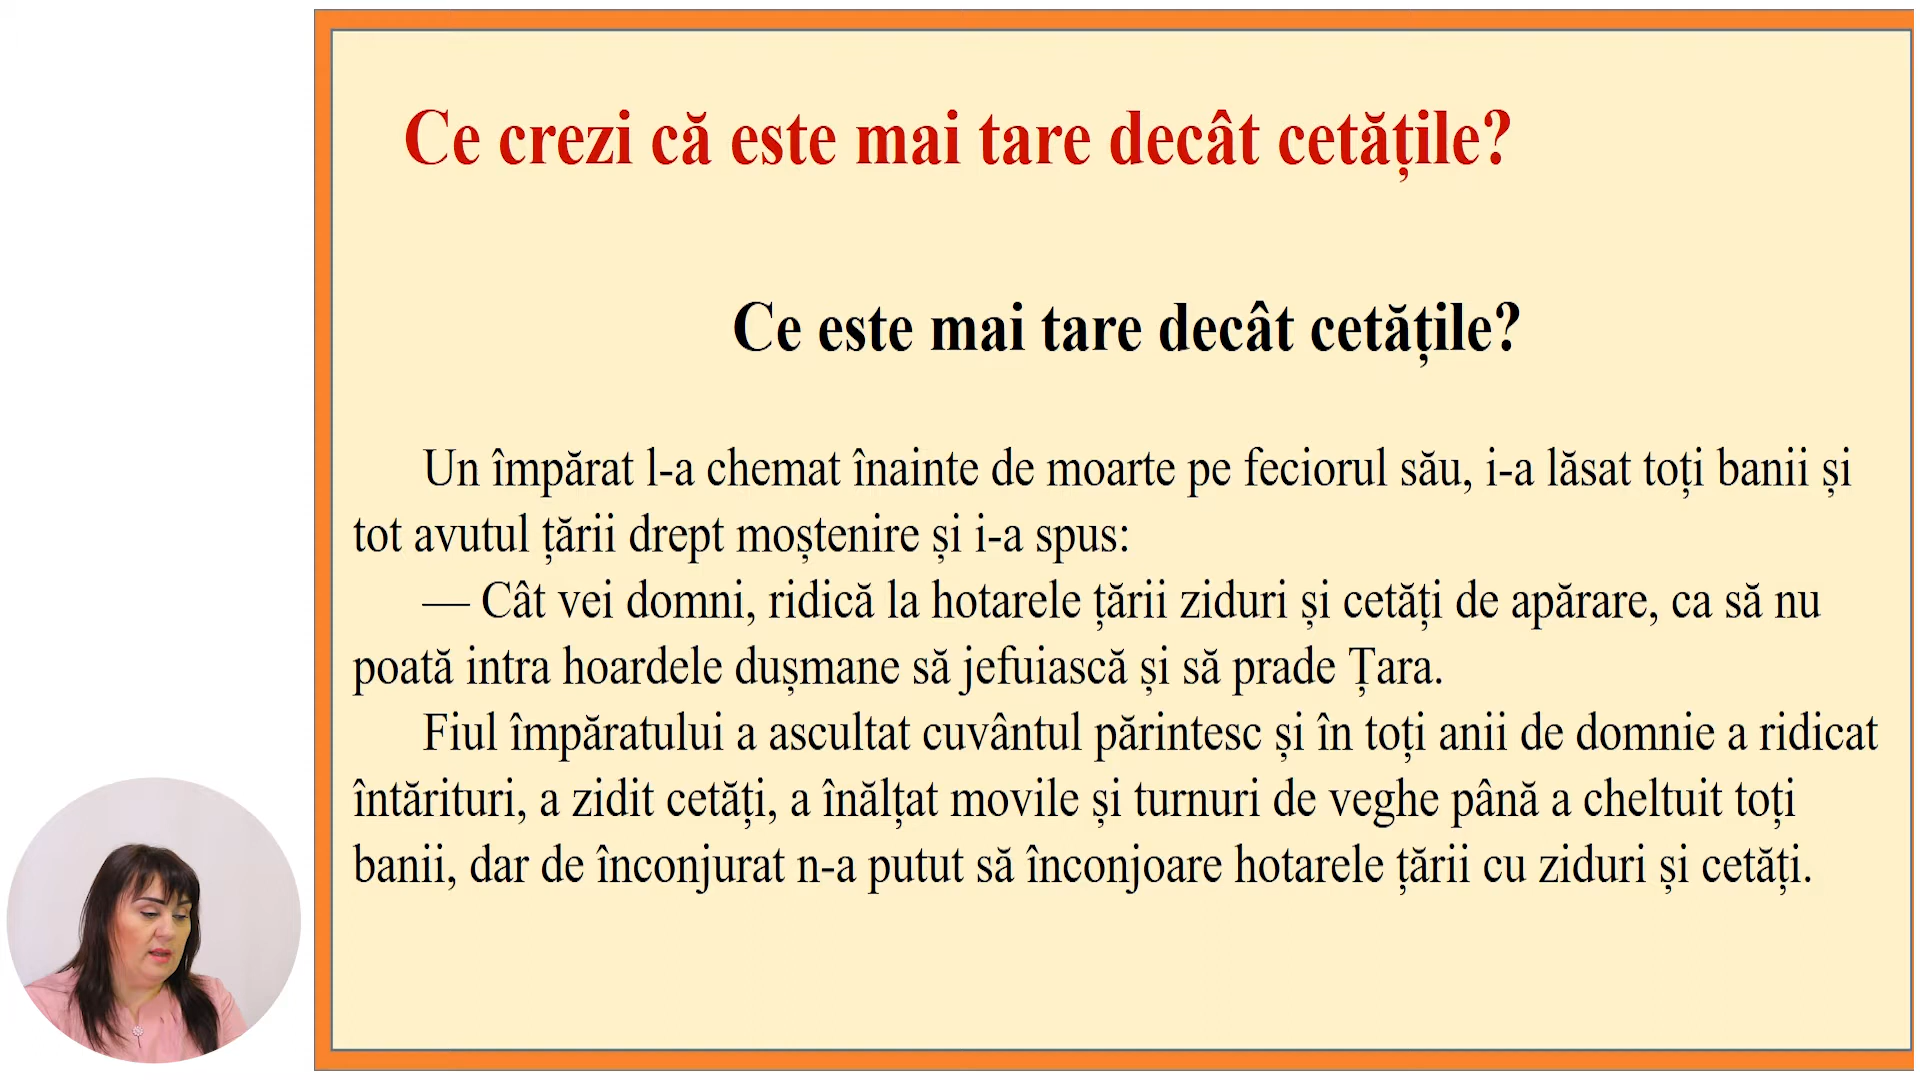 Ce crezi că este mai tare decât cetățile?
Ce este mai tare decât cetățile?
Un împărat l-a chemat înainte de moarte pe feciorul său, i-a lăsat toți banii și
tot avutul țării drept moștenire și i-a spus:
— Cât vei domni, ridică la hotarele țării ziduri și cetăți de apărare, ca să nu
poată intra hoardele dușmane să jefuiască și să prade Țara.
Fiul împăratului a ascultat cuvântul părintesc și în toți anii de domnie a ridicat
întărituri, a zidit cetăți, a înălțat movile și turnuri de veghe până a cheltuit toți
banii, dar de înconjurat n-a putut să înconjoare hotarele țării cu ziduri și cetăți.